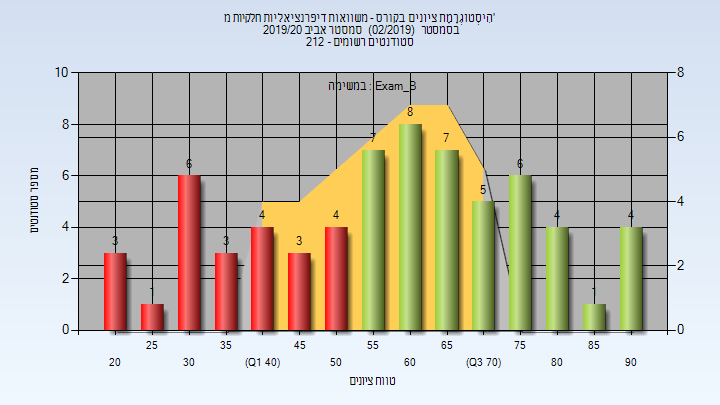 היסטוגרמת ציונים בקורס - משוואות דיפרנציאליות חלקיות מ'
בסמסטר (02/2019) סמסטר אביב 2019/20
סטודנטים רשומים - 212
במשימה : Exam_B
מספר סטודנטים
10 8 6 4 2 0
8 6 4 2 0
3 1 6 3 4 3 4 7 8 7 5 6 4 1 4
25 35 45 55 65 75 85
20 30 (Q1 40) 50 60 (Q3 70) 80 90
טווח ציונים